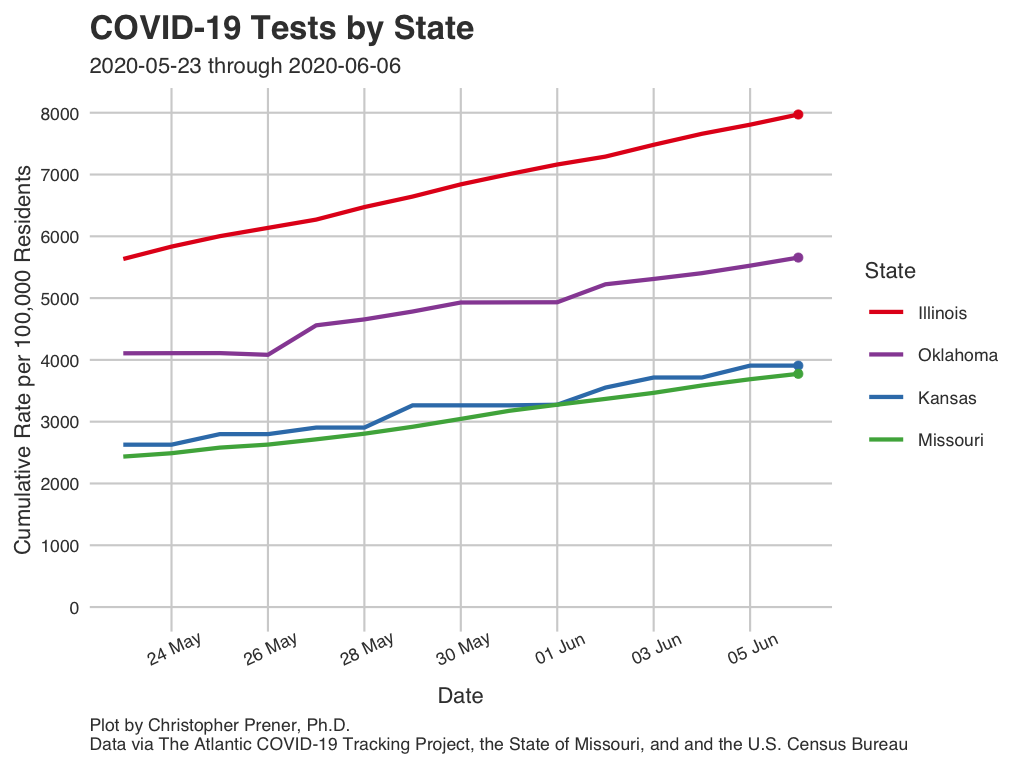 COVID-19 Tests by State
2020-05-23 through 2020-06-06
Cumulative Rate per 100,000 Residents
8000
7000
6000
5000
4000
3000
2000
1000
0
24 May
26 May
28 May
30 May
01 Jun
03 Jun
05 Jun
Date
State
Illinois
Oklahoma
Kansas
Missouri
Plot by Christopher Prener, Ph.D.
Data via The Atlantic COVID-19 Tracking Project, the State of Missouri, and and the U.S. Census Bureau